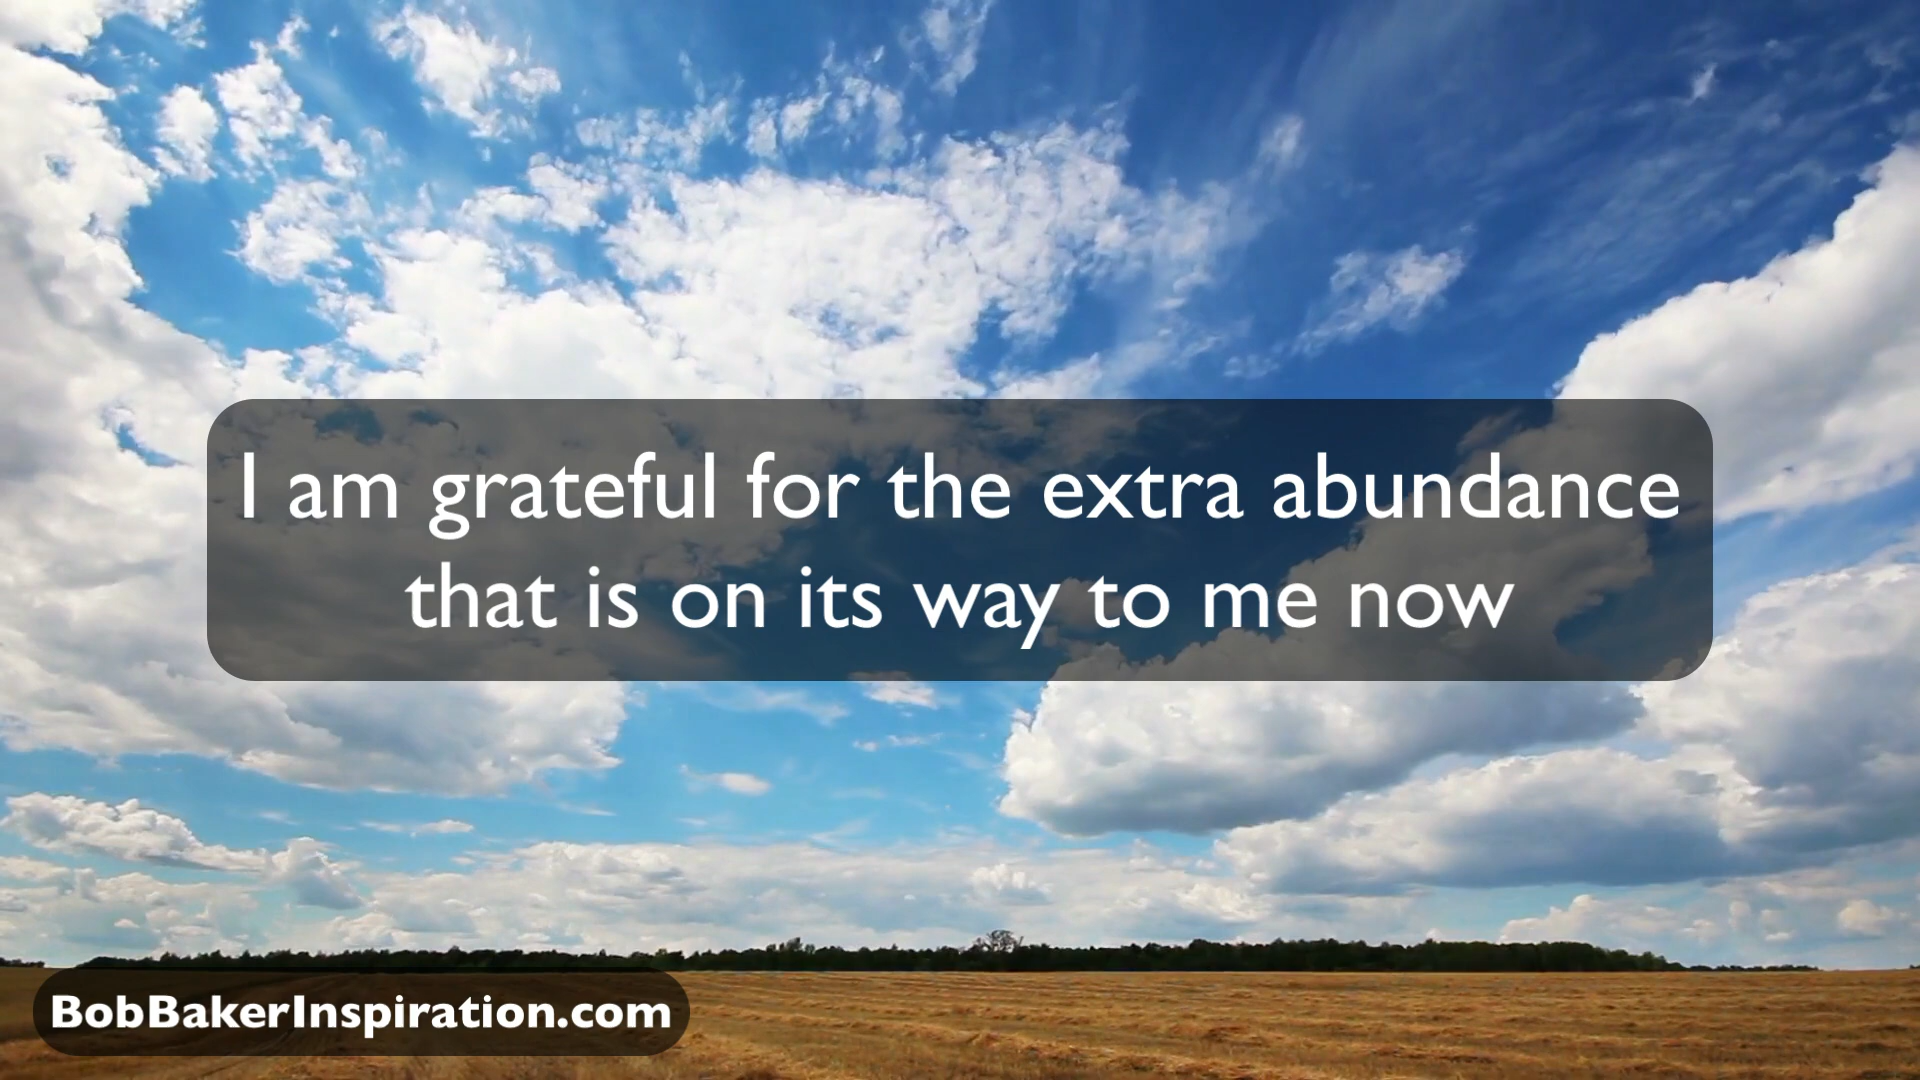 I am grateful for the extra abundance
that is on its way to me now
BobBakerInspiration.com